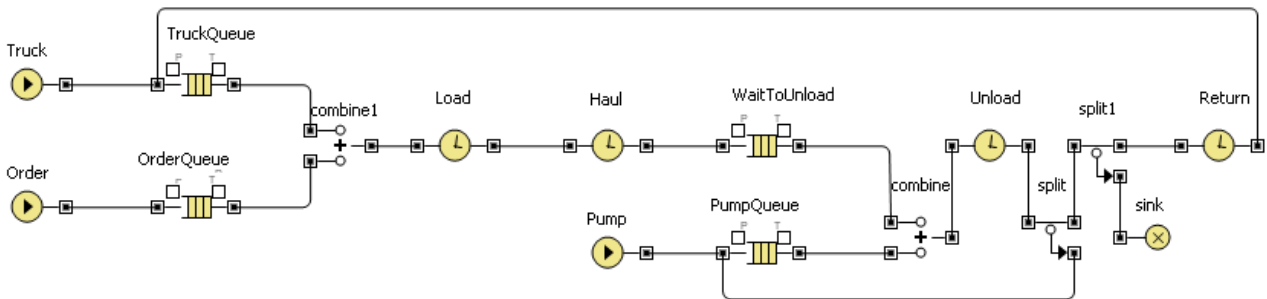 Truck
TruckQueue
P
T
combine1
Load
Haul
WaitToUnload
P
T
Unload
split1
Return
Order
OrderQueue
T
combine
split
Pump
PumpQueue
P
T
sink